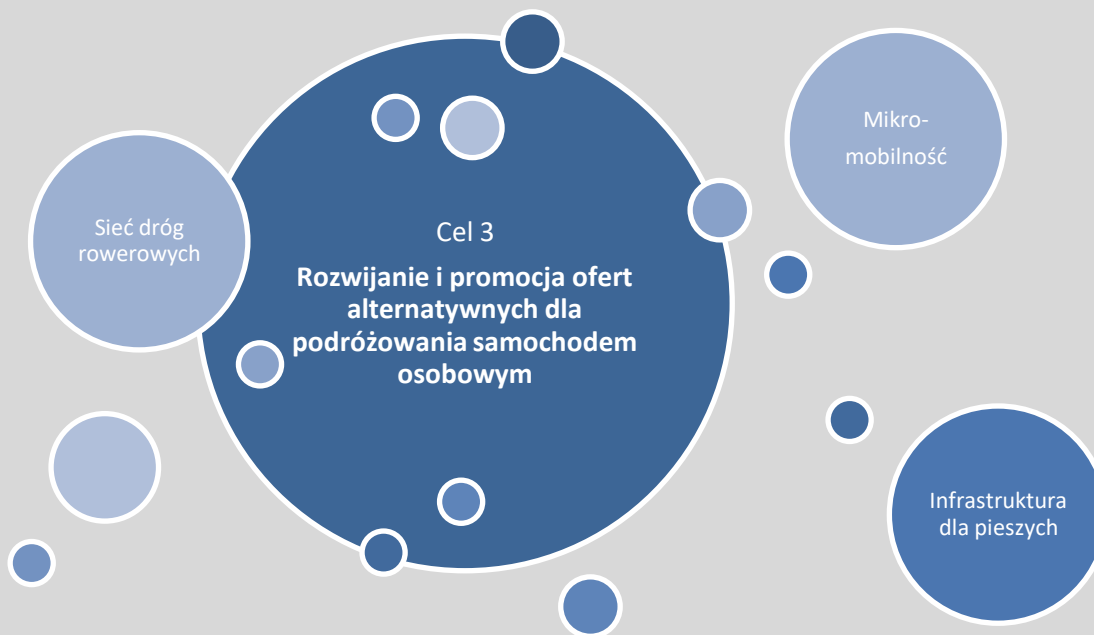 Cel 3
Rozwijanie i promocja ofert
alternatywnych dla
podróżowania samochodem
osobowym
Sieć dróg
rowerowych
Mikro-
mobilność
Infrastruktura
dla pieszych